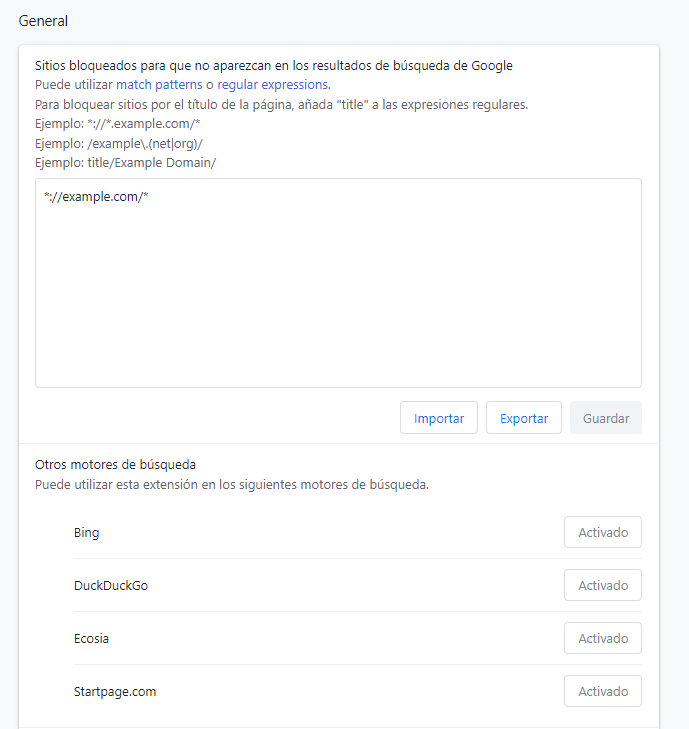 General
Sitios bloqueados para que no aparezcan en los resultados de búsqueda de Google
Puede utilizar match patterns o regular expressions.
Para bloquear sitios por el título de la página, añada "title" a las expresiones regulares.
Ejemplo: *://*.example.com/*
Ejemplo: /example\.(net|org)/
Ejemplo: title/Example Domain/
*://example.com/*
Importar
Exportar
Guardar
Otros motores de búsqueda
Puede utilizar esta extensión en los siguientes motores de búsqueda.
Bing
Activado
DuckDuckGo
Activado
Ecosia
Activado
Startpage.com
Activado